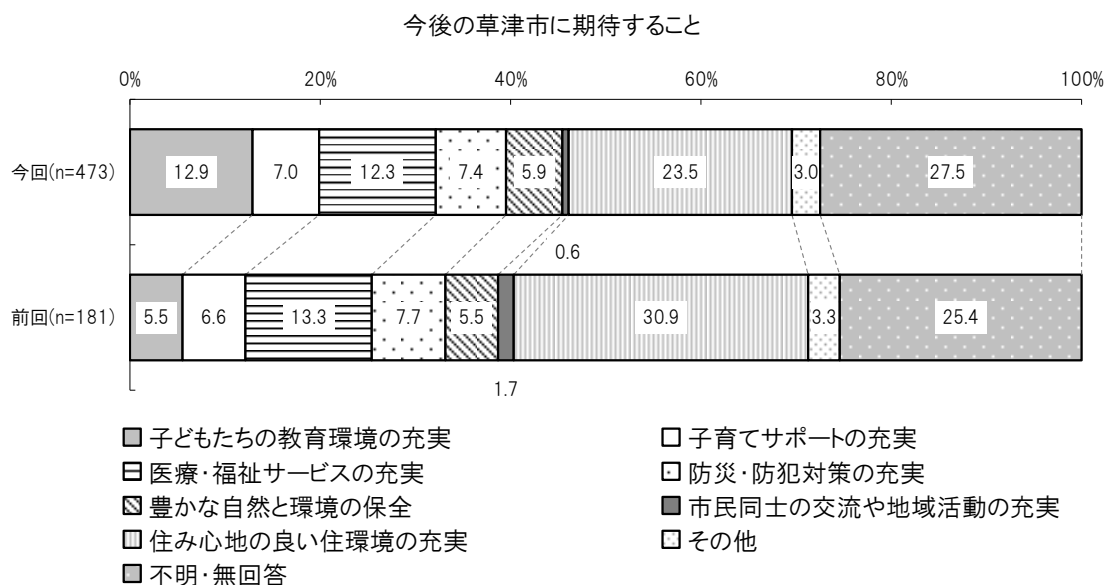 今後の草津市に期待すること
0% 20% 40% 60% 80% 100%
今回(n=473) 12.9 7.0 12.3 7.4 5.9 23.5 3.0 27.5
0.6
前回(n=181) 5.5 6.6 13.3 7.7 5.5 30.9 3.3 25.4
1.7
子どもたちの教育環境の充実 子育てサポートの充実
医療・福祉サービスの充実 防災・防犯対策の充実
豊かな自然と環境の保全 市民同士の交流や地域活動の充実
住み心地の良い住環境の充実 その他
不明・無回答